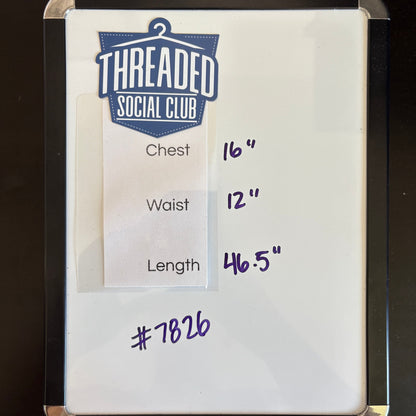 THREADED
SOCIAL CLUB
Chest 16"
Waist 12"
Length 46.5"
#7826